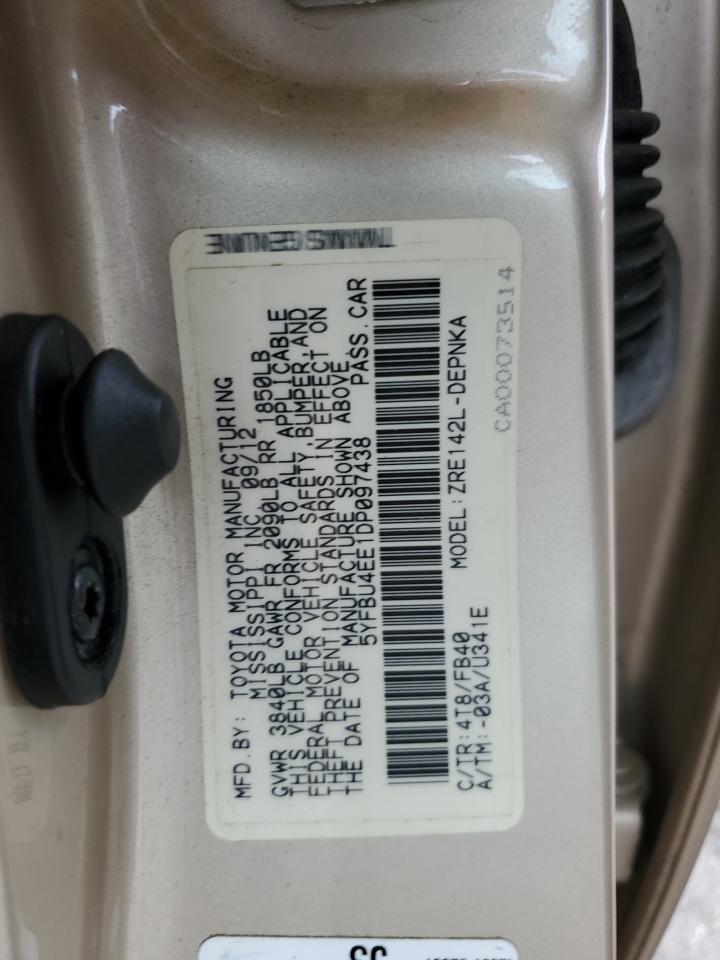 MFD.BY: TOYOTA MOTOR MANUFACTURING
MISSISSIPPI INC 09/12
GVWR 3840LB GAWR FR 2090LB RR 1850LB
THIS VEHICLE CONFORMS TO ALL APPLICABLE
FEDERAL MOTOR VEHICLE SAFETY,BUMPER,AND
THEFT PREVENTION STANDARDS IN EFFECT ON
THE DATE OF MANUFACTURE SHOWN ABOVE.
5YFBU4EE1DP097438 PASS.CAR
MODEL:ZRE142L-DEPNKA
C/TR:4T8/FB40
A/TM:-03A/U341E
CA00073514
GENUINE